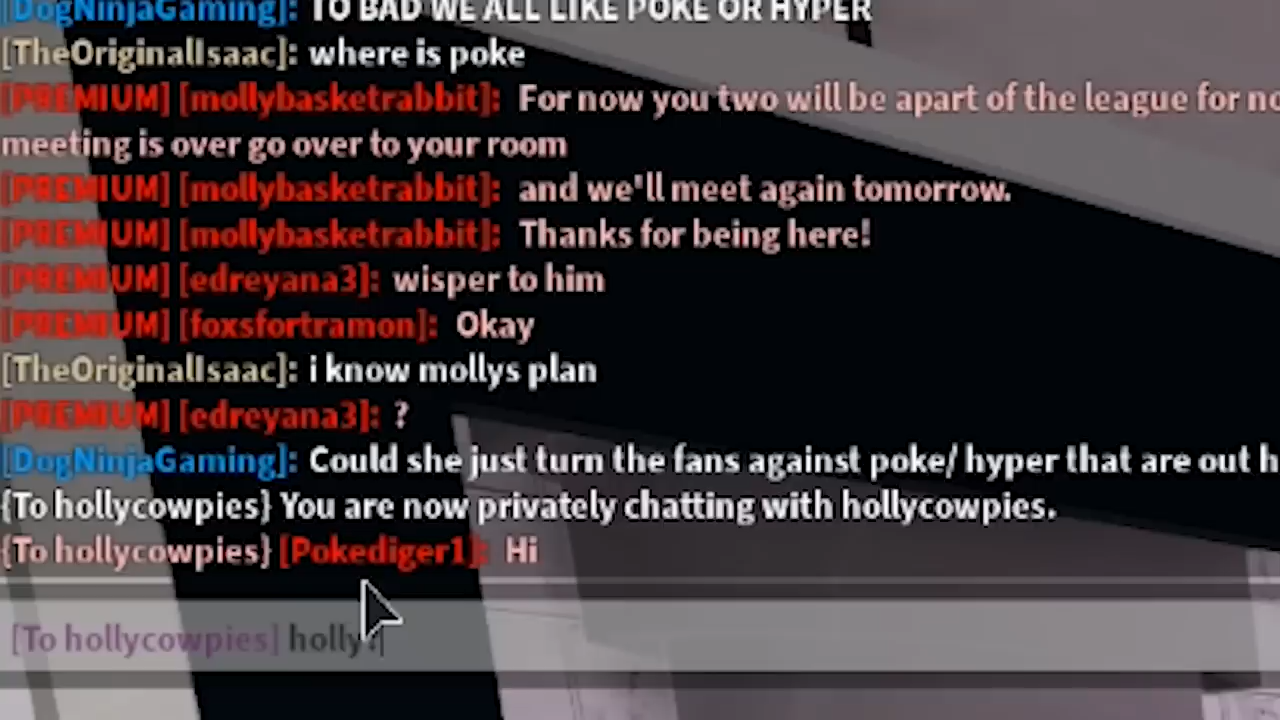 [DogNinjaGaming]: TO BAD WE ALL LIKE POKE OR HYPER
[TheOriginalIsaac]: where is poke
[PREMIUM] [mollybasketrabbit]: For now you two will be apart of the league for
meeting is over go over to your room
[PREMIUM] [mollybasketrabbit]: and we'll meet again tomorrow.
[PREMIUM] [mollybasketrabbit]: Thanks for being here!
[PREMIUM] [edreyana3]: wisper to him
[PREMIUM] [foxsfortramon]: Okay
[TheOriginalIsaac]: i know mollys plan
[PREMIUM] [edreyana3]: ?
[DogNinjaGaming]: Could she just turn the fans against poke/ hyper that are out
{To hollycowpies} You are now privately chatting with hollycowpies.
{To hollycowpies} [Pokediger1]: Hi
[To hollycowpies] holly?